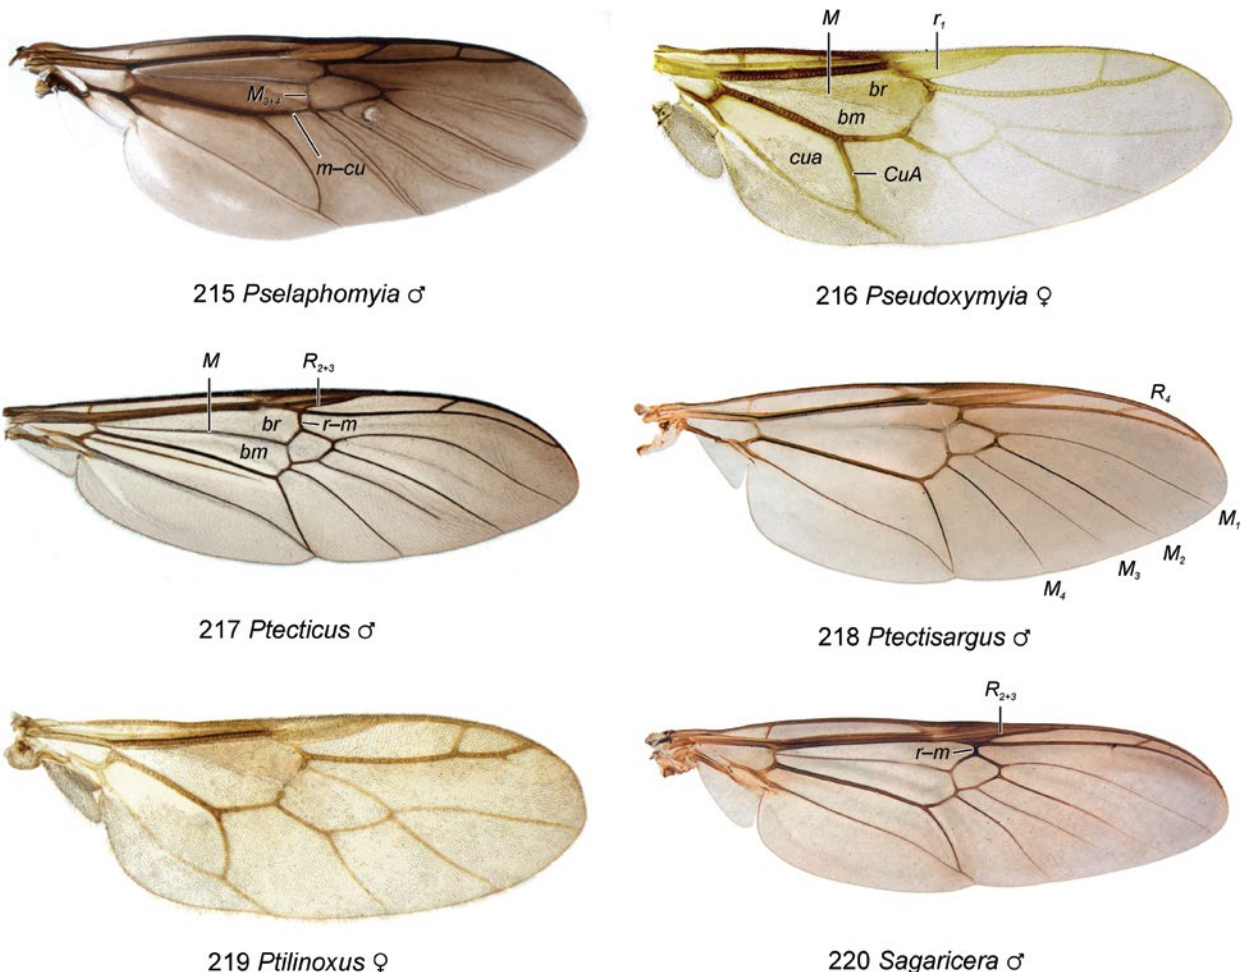 M₃₊₄
m–cu
215 Pselaphomyia ♂
M
r₁
br
bm
cua
CuA
216 Pseudoxymyia ♀
M
R₂₊₃
br
r–m
bm
217 Ptecticus ♂
R₄
M₁
M₂
M₃
M₄
218 Ptectisargus ♂
219 Ptilinoxus ♀
R₂₊₃
r–m
220 Sagaricera ♂